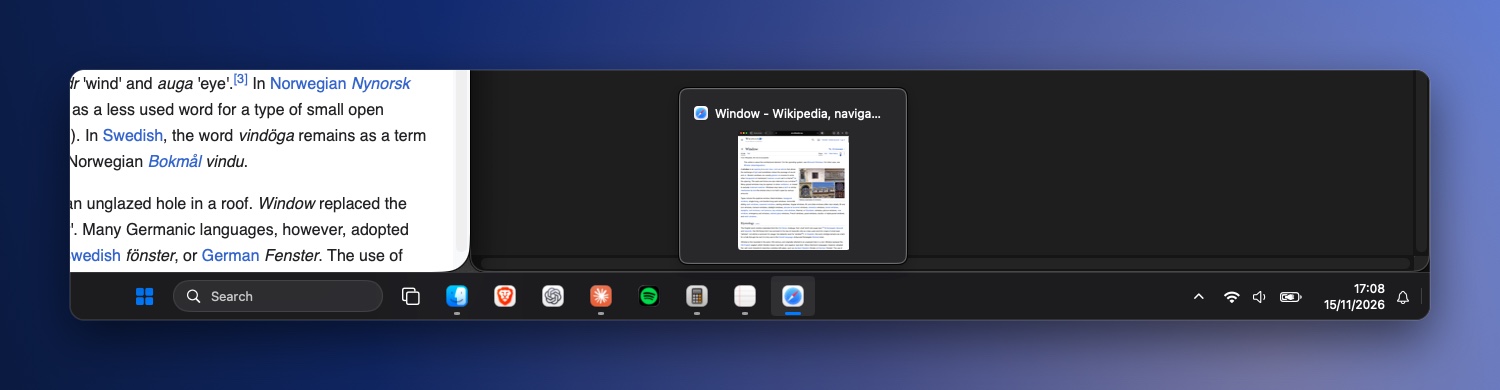 dr 'wind' and auga 'eye'.[3] In Norwegian Nynorsk
as a less used word for a type of small open
). In Swedish, the word vindöga remains as a term
Norwegian Bokmål vindu.
an unglazed hole in a roof. Window replaced the
'. Many Germanic languages, however, adopted
wedish fönster, or German Fenster. The use of
Window - Wikipedia, naviga...
Window
Search
17:08
15/11/2026